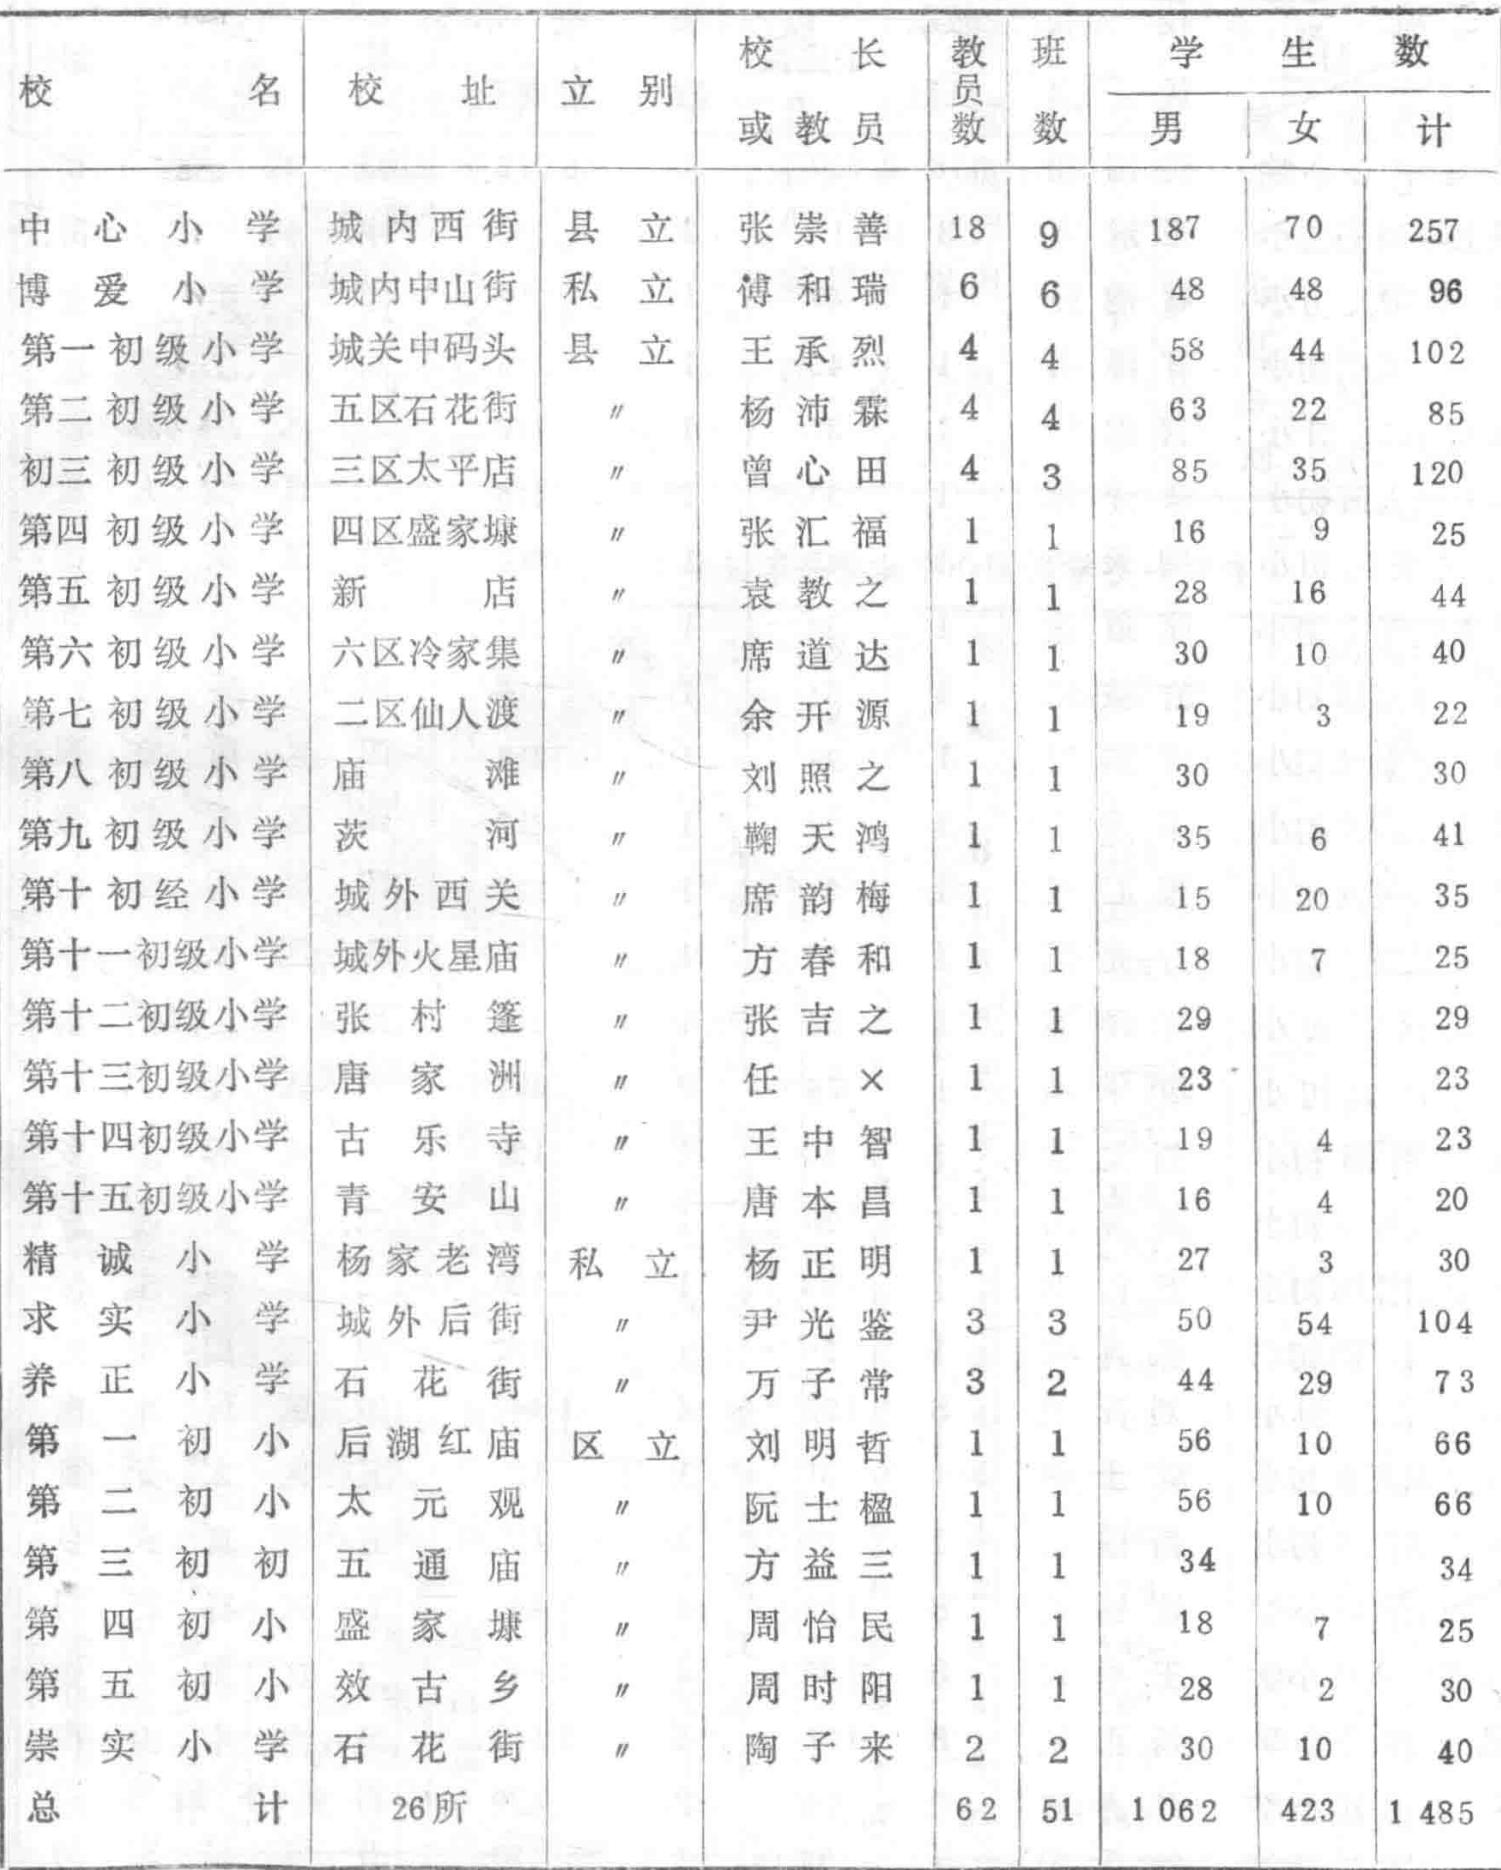 校名 校址 立别 校长或教员 教员数 班数 学生数
男 女 计
中心小学 城内西街 县立 张崇善 18 9 187 70 257
博爱小学 城内中山街 私立 傅和瑞 6 6 48 48 96
第一初级小学 城关中码头 县立 王承烈 4 4 58 44 102
第二初级小学 五区石花街 〃 杨沛霖 4 4 63 22 85
初三初级小学 三区太平店 〃 曾心田 4 3 85 35 120
第四初级小学 四区盛家㙇 〃 张汇福 1 1 16 9 25
第五初级小学 新店 〃 袁教之 1 1 28 16 44
第六初级小学 六区冷家集 〃 席道达 1 1 30 10 40
第七初级小学 二区仙人渡 〃 余开源 1 1 19 3 22
第八初级小学 庙滩 〃 刘照之 1 1 30 30
第九初级小学 茨河 〃 鞠天鸿 1 1 35 6 41
第十初经小学 城外西关 〃 席韵梅 1 1 15 20 35
第十一初级小学 城外火星庙 〃 方春和 1 1 18 7 25
第十二初级小学 张村篷 〃 张吉之 1 1 29 29
第十三初级小学 唐家洲 〃 任× 1 1 23 23
第十四初级小学 古乐寺 〃 王中智 1 1 19 4 23
第十五初级小学 青安山 〃 唐本昌 1 1 16 4 20
精诚小学 杨家老湾 私立 杨正明 1 1 27 3 30
求实小学 城外后街 〃 尹光鉴 3 3 50 54 104
养正小学 石花街 〃 万子常 3 2 44 29 73
第一初小 后湖红庙 区立 刘明哲 1 1 56 10 66
第二初小 太元观 〃 阮士楹 1 1 56 10 66
第三初初 五通庙 〃 方益三 1 1 34 34
第四初小 盛家㙇 〃 周怡民 1 1 18 7 25
第五初小 效古乡 〃 周时阳 1 1 28 2 30
崇实小学 石花街 〃 陶子来 2 2 30 10 40
总计 26所 62 51 1062 423 1485